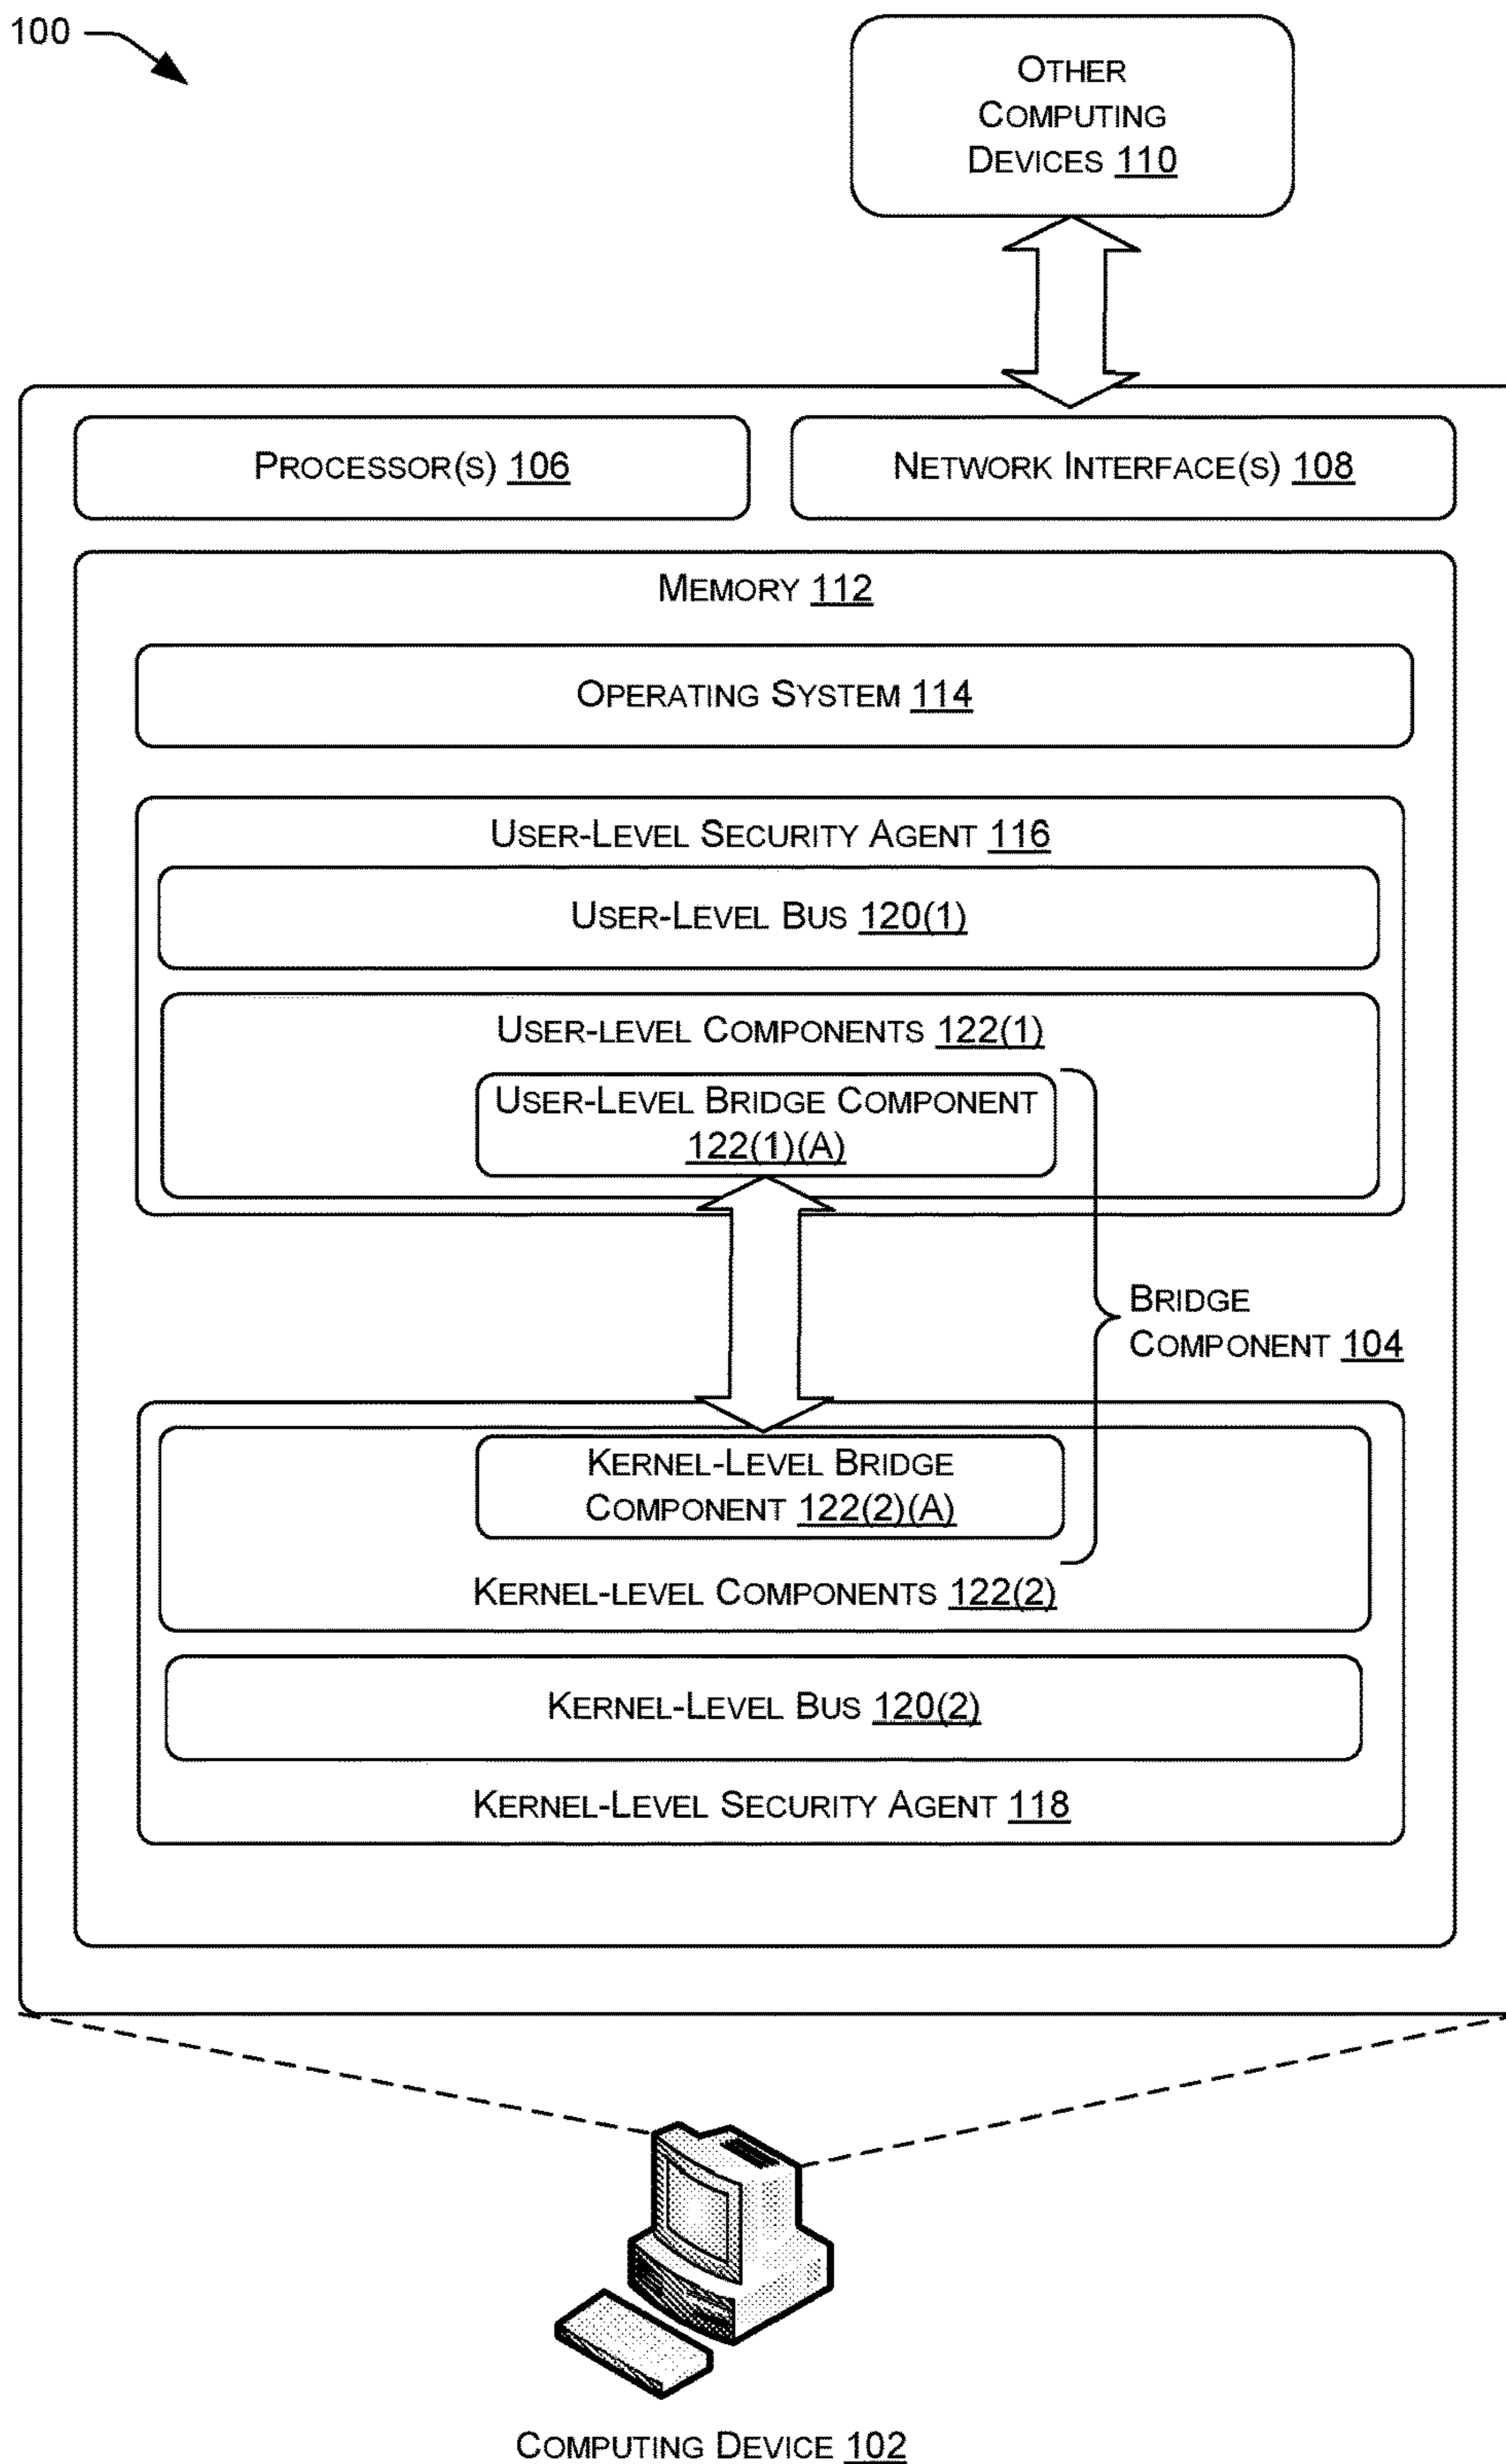 100
OTHER
COMPUTING
DEVICES 110
PROCESSOR(S) 106
NETWORK INTERFACE(S) 108
MEMORY 112
OPERATING SYSTEM 114
USER-LEVEL SECURITY AGENT 116
USER-LEVEL BUS 120(1)
USER-LEVEL COMPONENTS 122(1)
USER-LEVEL BRIDGE COMPONENT
122(1)(A)
BRIDGE
COMPONENT 104
KERNEL-LEVEL BRIDGE
COMPONENT 122(2)(A)
KERNEL-LEVEL COMPONENTS 122(2)
KERNEL-LEVEL BUS 120(2)
KERNEL-LEVEL SECURITY AGENT 118
COMPUTING DEVICE 102